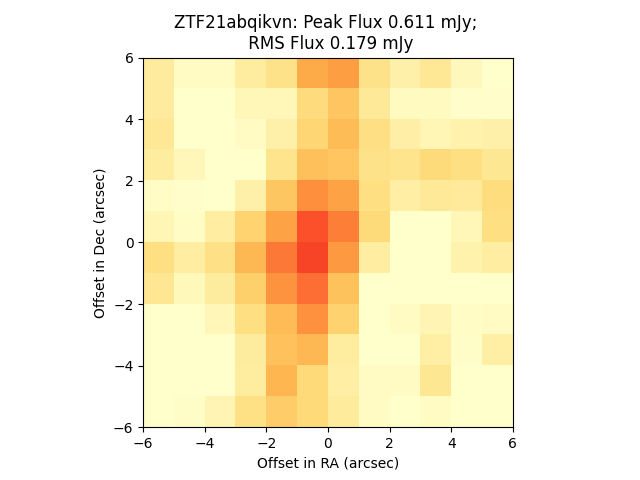 ZTF21abqikvn: Peak Flux 0.611 mJy;
RMS Flux 0.179 mJy
6
4
2
0
−2
−4
−6
Offset in Dec (arcsec)
−6 −4 −2 0 2 4 6
Offset in RA (arcsec)